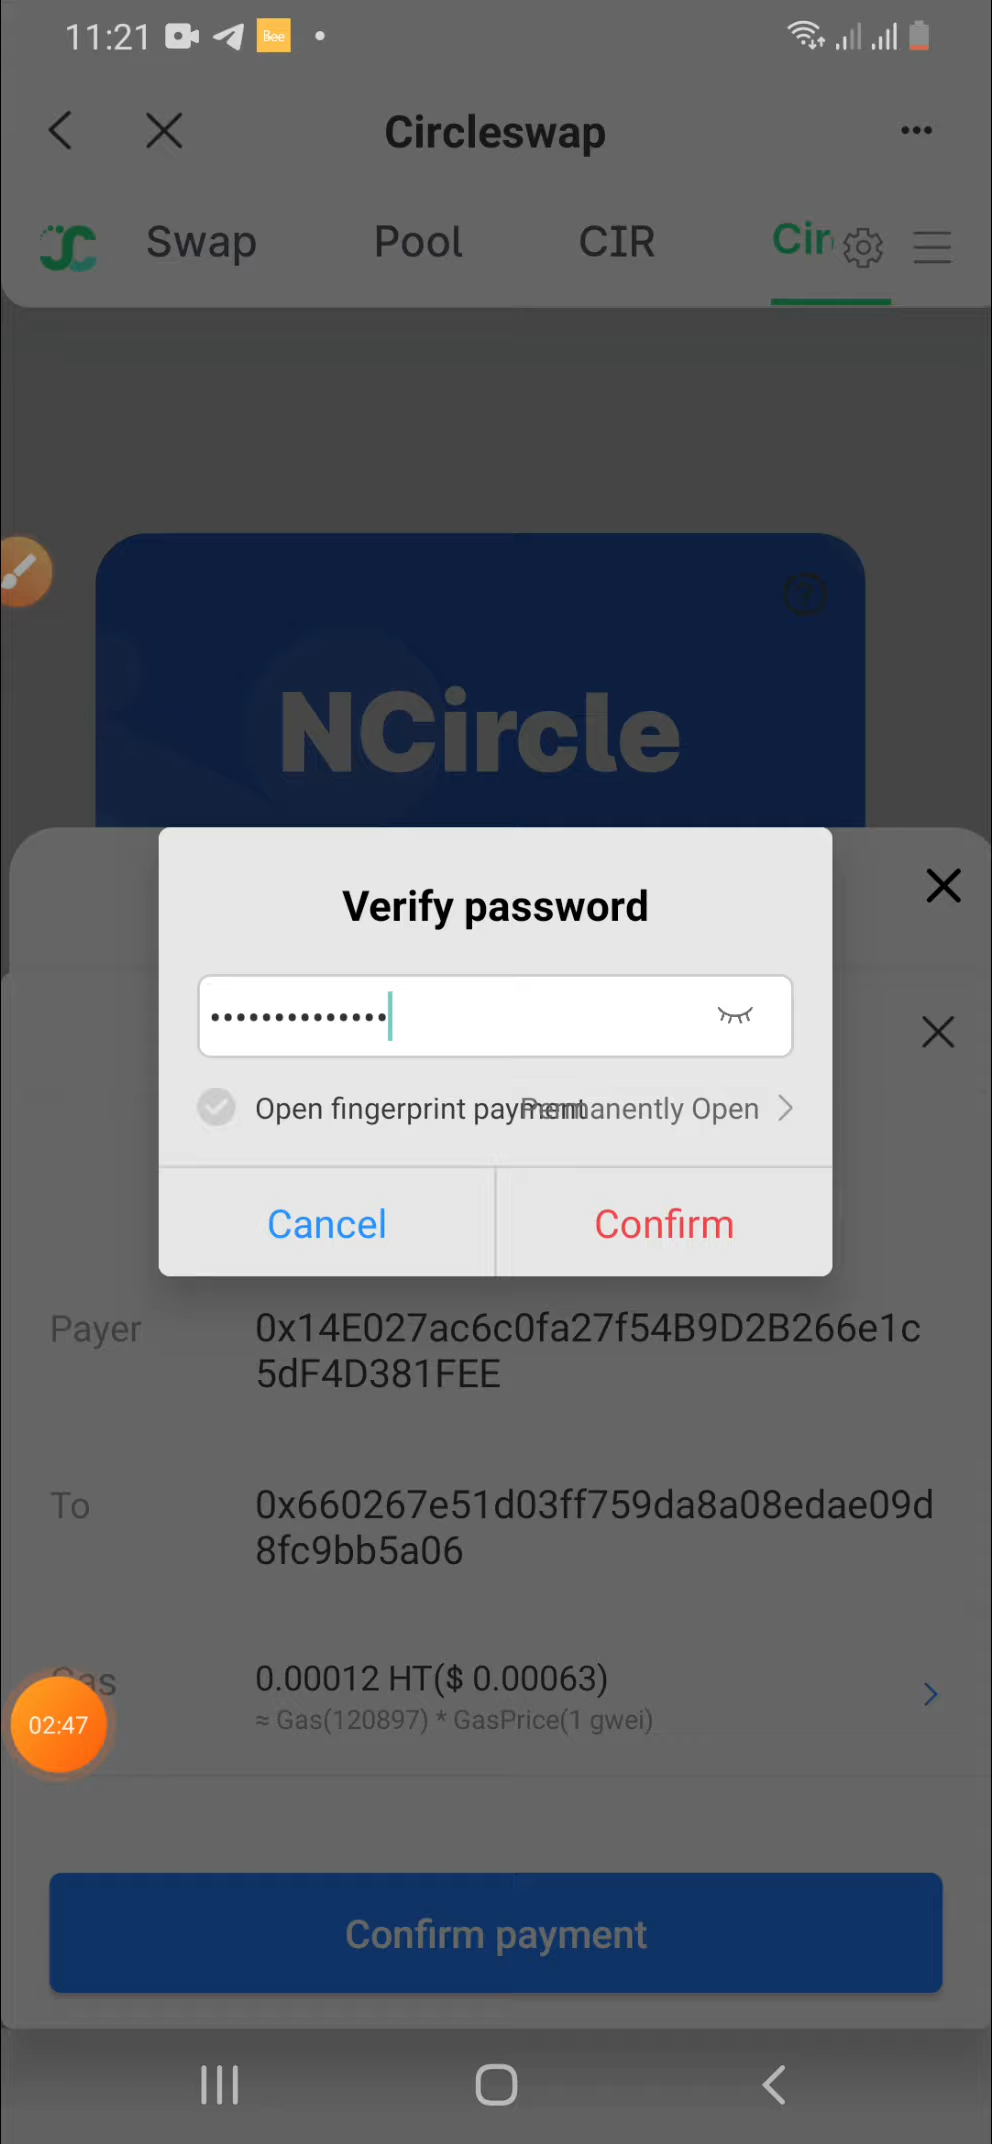 11:21
Bee
Circleswap
Swap
Pool
CIR
Cir
NCircle
Verify password
••••••••••••••
Open fingerprint payment
Permanently Open
Cancel
Confirm
Payer
0x14E027ac6c0fa27f54B9D2B266e1c
5dF4D381FEE
To
0x660267e51d03ff759da8a08edae09d
8fc9bb5a06
Gas
0.00012 HT($ 0.00063)
≈ Gas(120897) * GasPrice(1 gwei)
02:47
Confirm payment